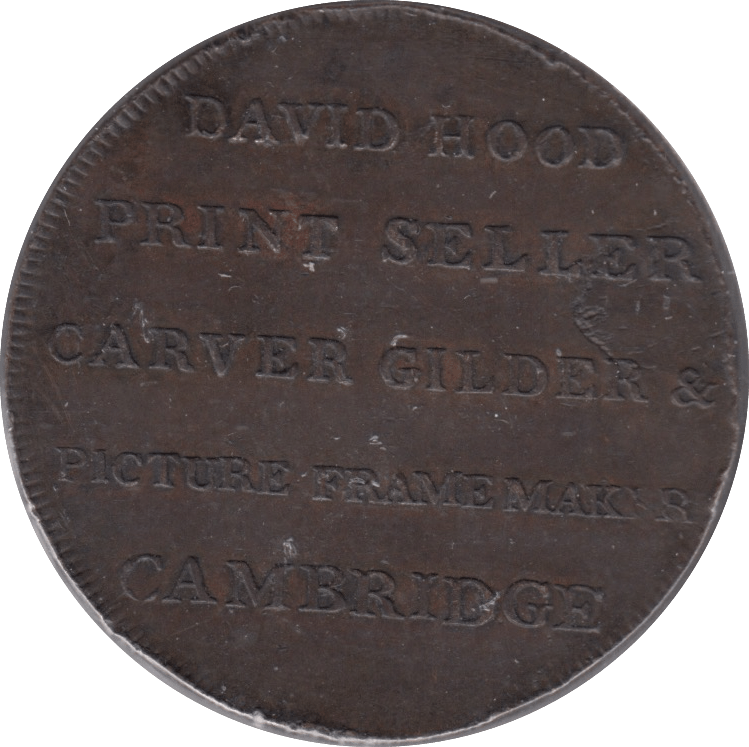 DAVID HOOD
PRINT SELLER
CARVER GILDER &
PICTURE FRAME MAKER
CAMBRIDGE